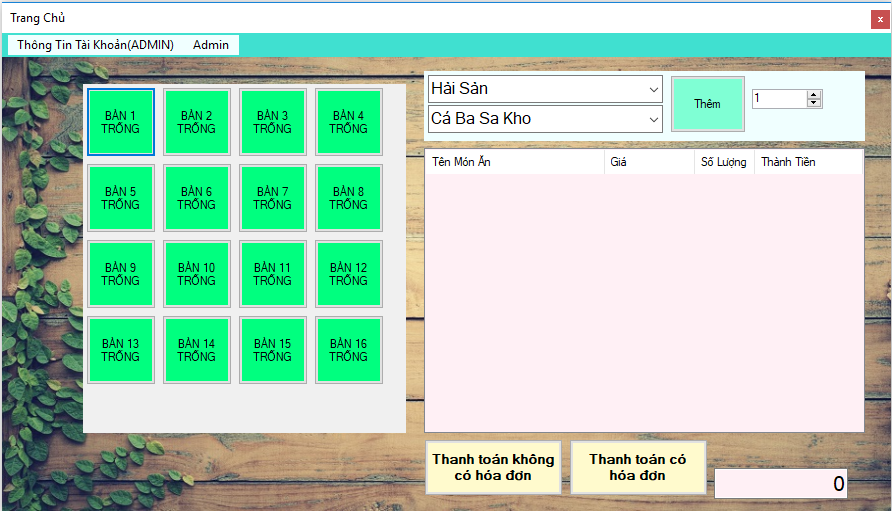 Trang Chủ
x
Thông Tin Tài Khoản(ADMIN) Admin
BÀN 1
TRỐNG
BÀN 2
TRỐNG
BÀN 3
TRỐNG
BÀN 4
TRỐNG
BÀN 5
TRỐNG
BÀN 6
TRỐNG
BÀN 7
TRỐNG
BÀN 8
TRỐNG
BÀN 9
TRỐNG
BÀN 10
TRỐNG
BÀN 11
TRỐNG
BÀN 12
TRỐNG
BÀN 13
TRỐNG
BÀN 14
TRỐNG
BÀN 15
TRỐNG
BÀN 16
TRỐNG
Hải Sản
Cá Ba Sa Kho
Thêm
1
Tên Món Ăn Giá Số Lượng Thành Tiền
Thanh toán không
có hóa đơn
Thanh toán có
hóa đơn
0